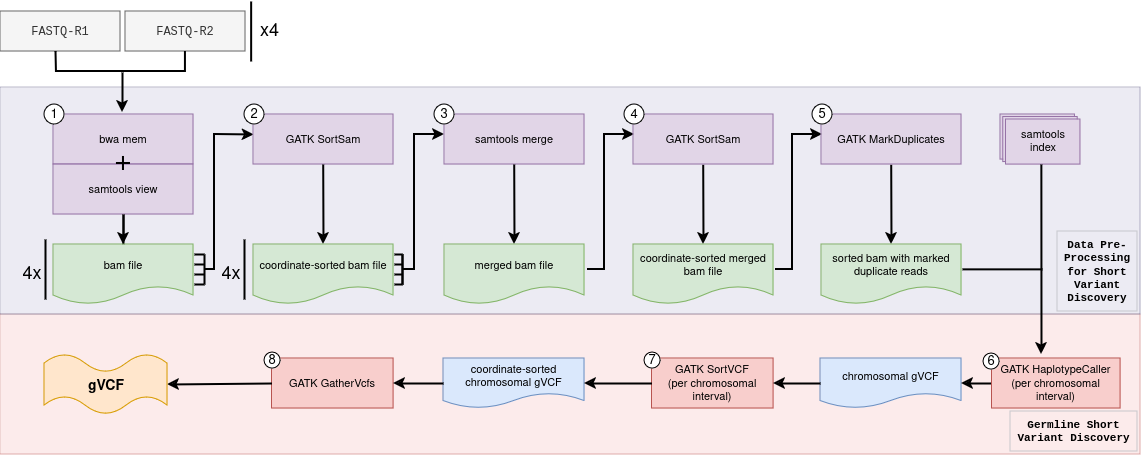 FASTQ-R1
FASTQ-R2
x4
1
bwa mem
+
samtools view
2
GATK SortSam
3
samtools merge
4
GATK SortSam
5
GATK MarkDuplicates
samtools
index
4x
bam file
4x
coordinate-sorted bam file
merged bam file
coordinate-sorted merged
bam file
sorted bam with marked
duplicate reads
Data Pre-
Processing
for Short
Variant
Discovery
gVCF
8
GATK GatherVcfs
coordinate-sorted
chromosomal gVCF
7
GATK SortVCF
(per chromosomal
interval)
chromosomal gVCF
6
GATK HaplotypeCaller
(per chromosomal
interval)
Germline Short
Variant Discovery